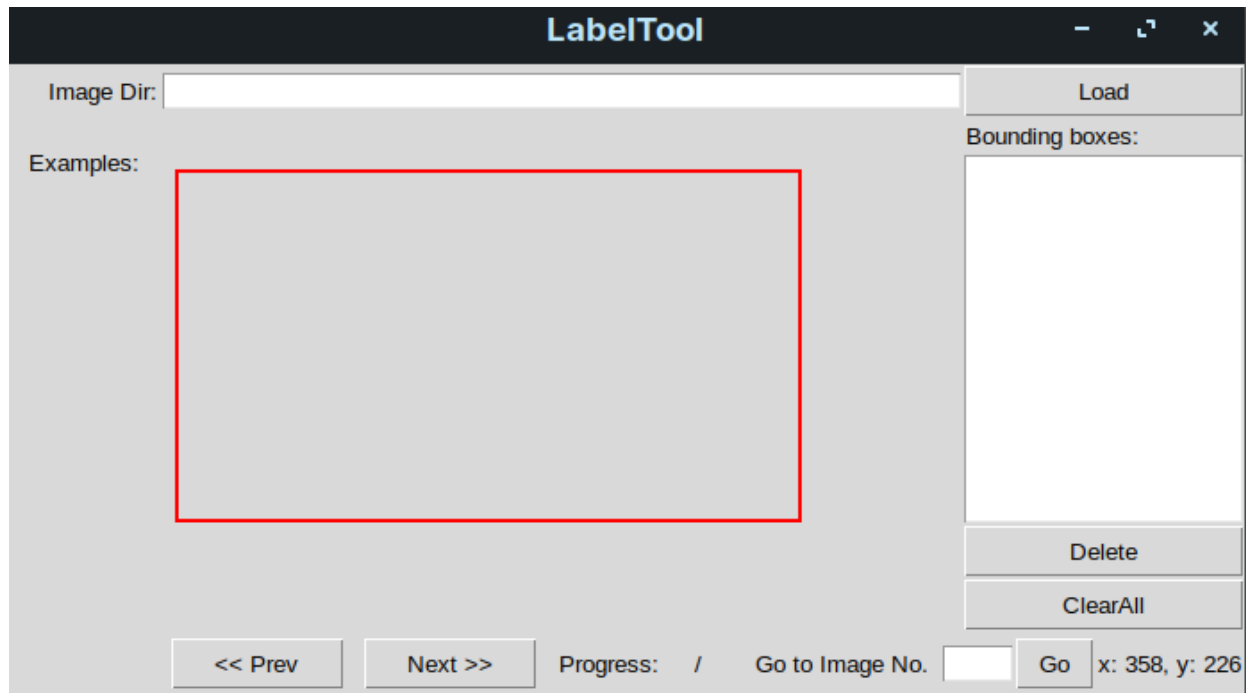 LabelTool
Image Dir:
Load
Bounding boxes:
Examples:
Delete
ClearAll
<< Prev Next >> Progress: / Go to Image No. Go x: 358, y: 226